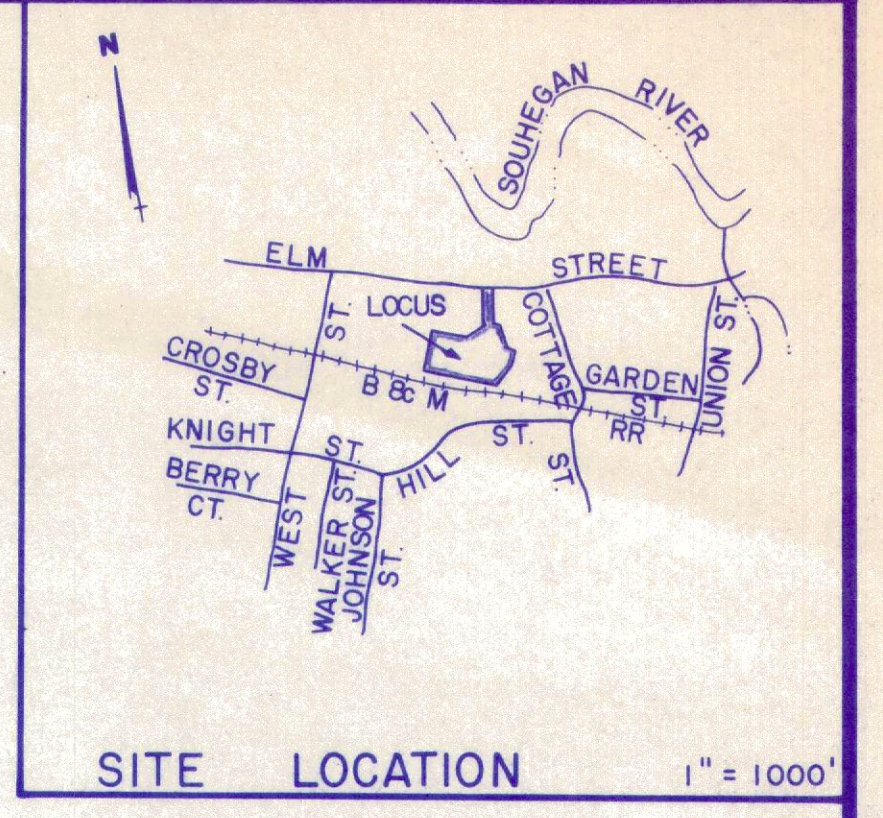 N
SOUHEGAN RIVER
ELM STREET
ST.
LOCUS
COTTAGE
ST.
UNION ST.
CROSBY
ST.
B & M
RR
GARDEN
ST.
KNIGHT
ST.
HILL ST.
BERRY
CT.
WEST
WALKER ST.
JOHNSON
ST.
SITE LOCATION
1" = 1000'